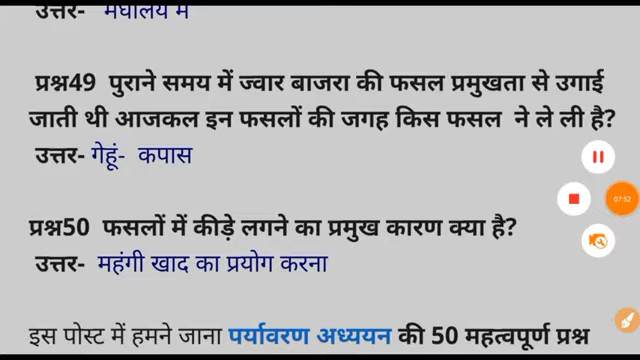 उत्तर- मेघालय में
प्रश्न49 पुराने समय में ज्वार बाजरा की फसल प्रमुखता से उगाई
जाती थी आजकल इन फसलों की जगह किस फसल ने ले ली है?
उत्तर- गेहूं- कपास
प्रश्न50 फसलों में कीड़े लगने का प्रमुख कारण क्या है?
उत्तर- महंगी खाद का प्रयोग करना
इस पोस्ट में हमने जाना पर्यावरण अध्ययन की 50 महत्वपूर्ण प्रश्न
07:52